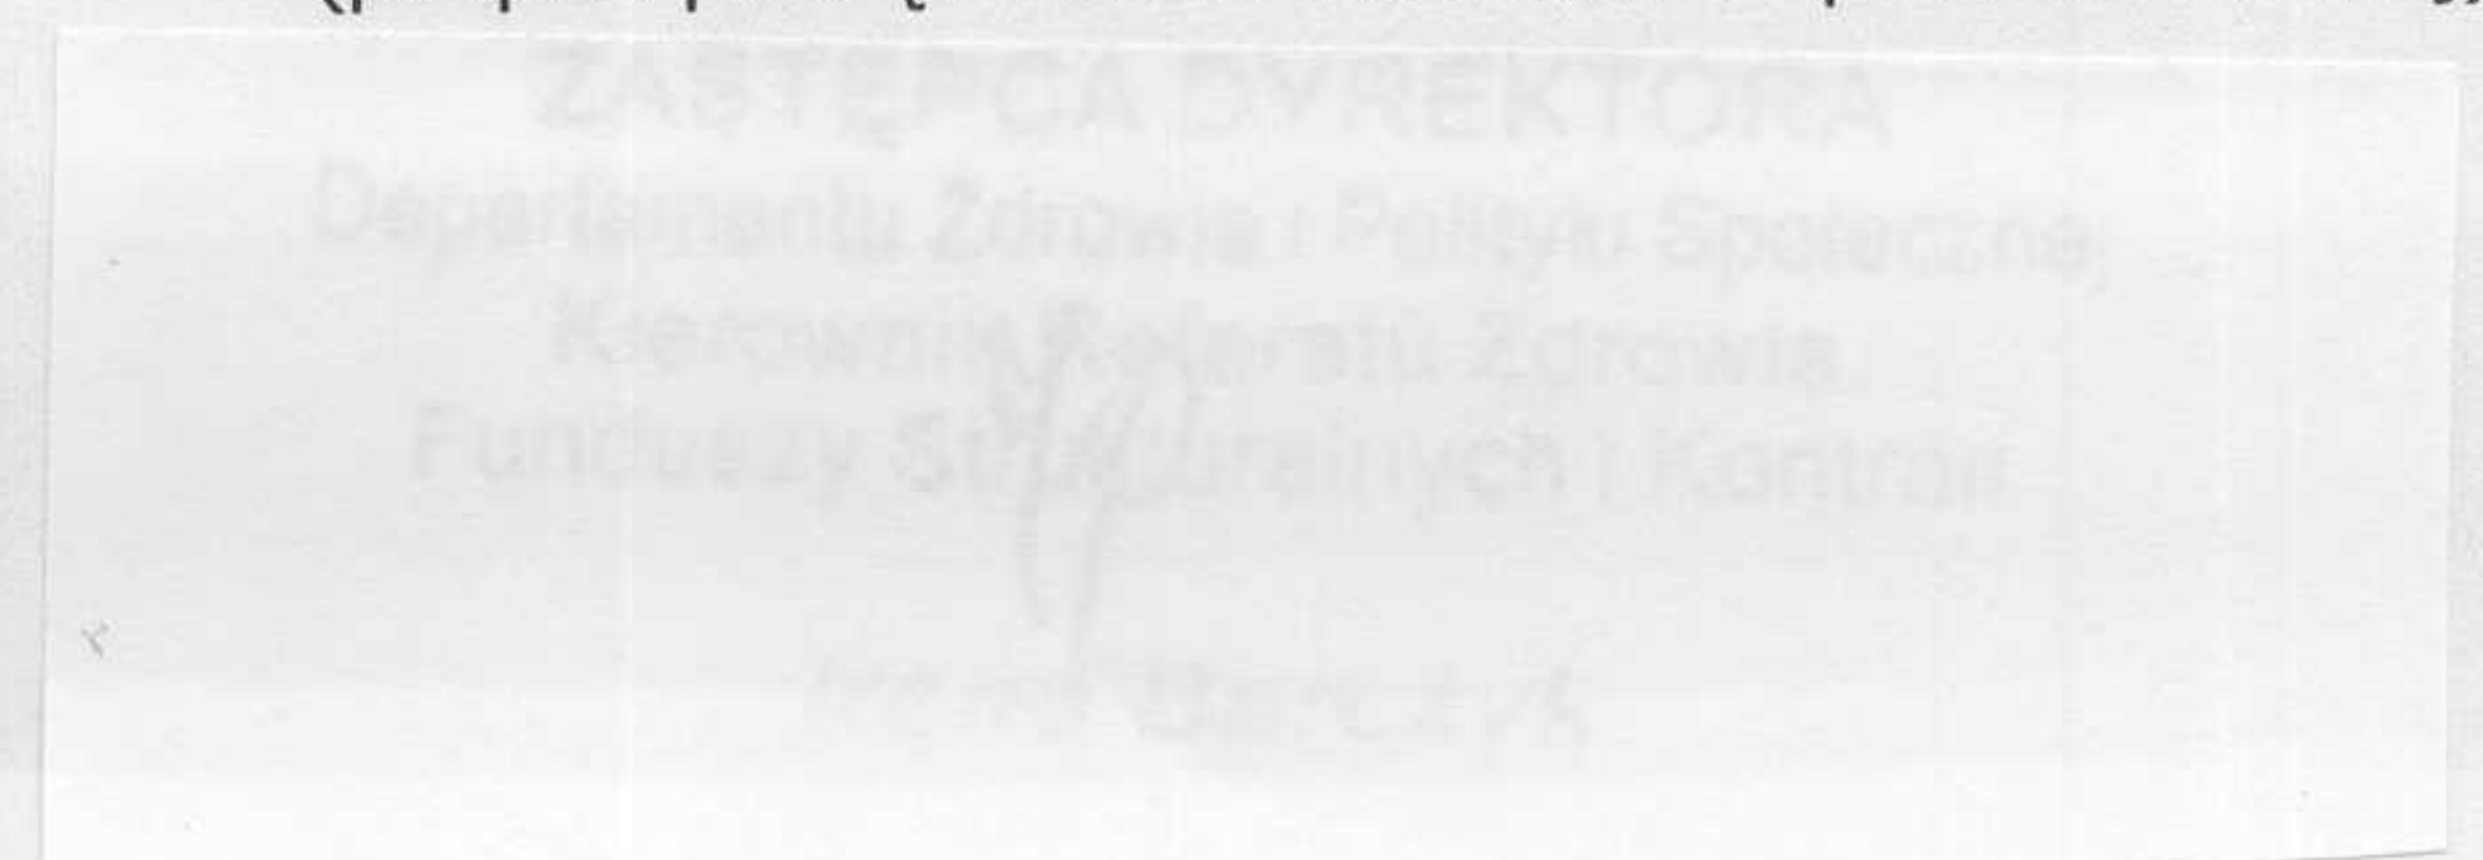 ZASTĘPCA DYREKTORA
Departamentu Zdrowia i Polityki Społecznej
Kierownik Referatu Zdrowia
Funduszy Strukturalnych i Kontroli